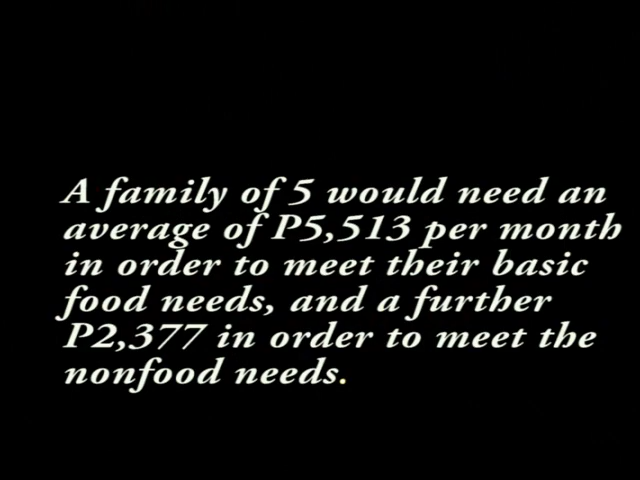 A family of 5 would need an
average of P5,513 per month
in order to meet their basic
food needs, and a further
P2,377 in order to meet the
nonfood needs.